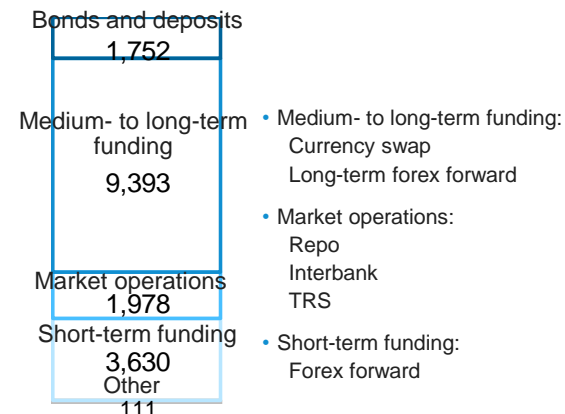 Bonds and deposits
1,752
Medium- to long-term
funding
9,393
Market operations
1,978
Short-term funding
3,630
Other
111
• Medium- to long-term funding:
Currency swap
Long-term forex forward
• Market operations:
Repo
Interbank
TRS
• Short-term funding:
Forex forward